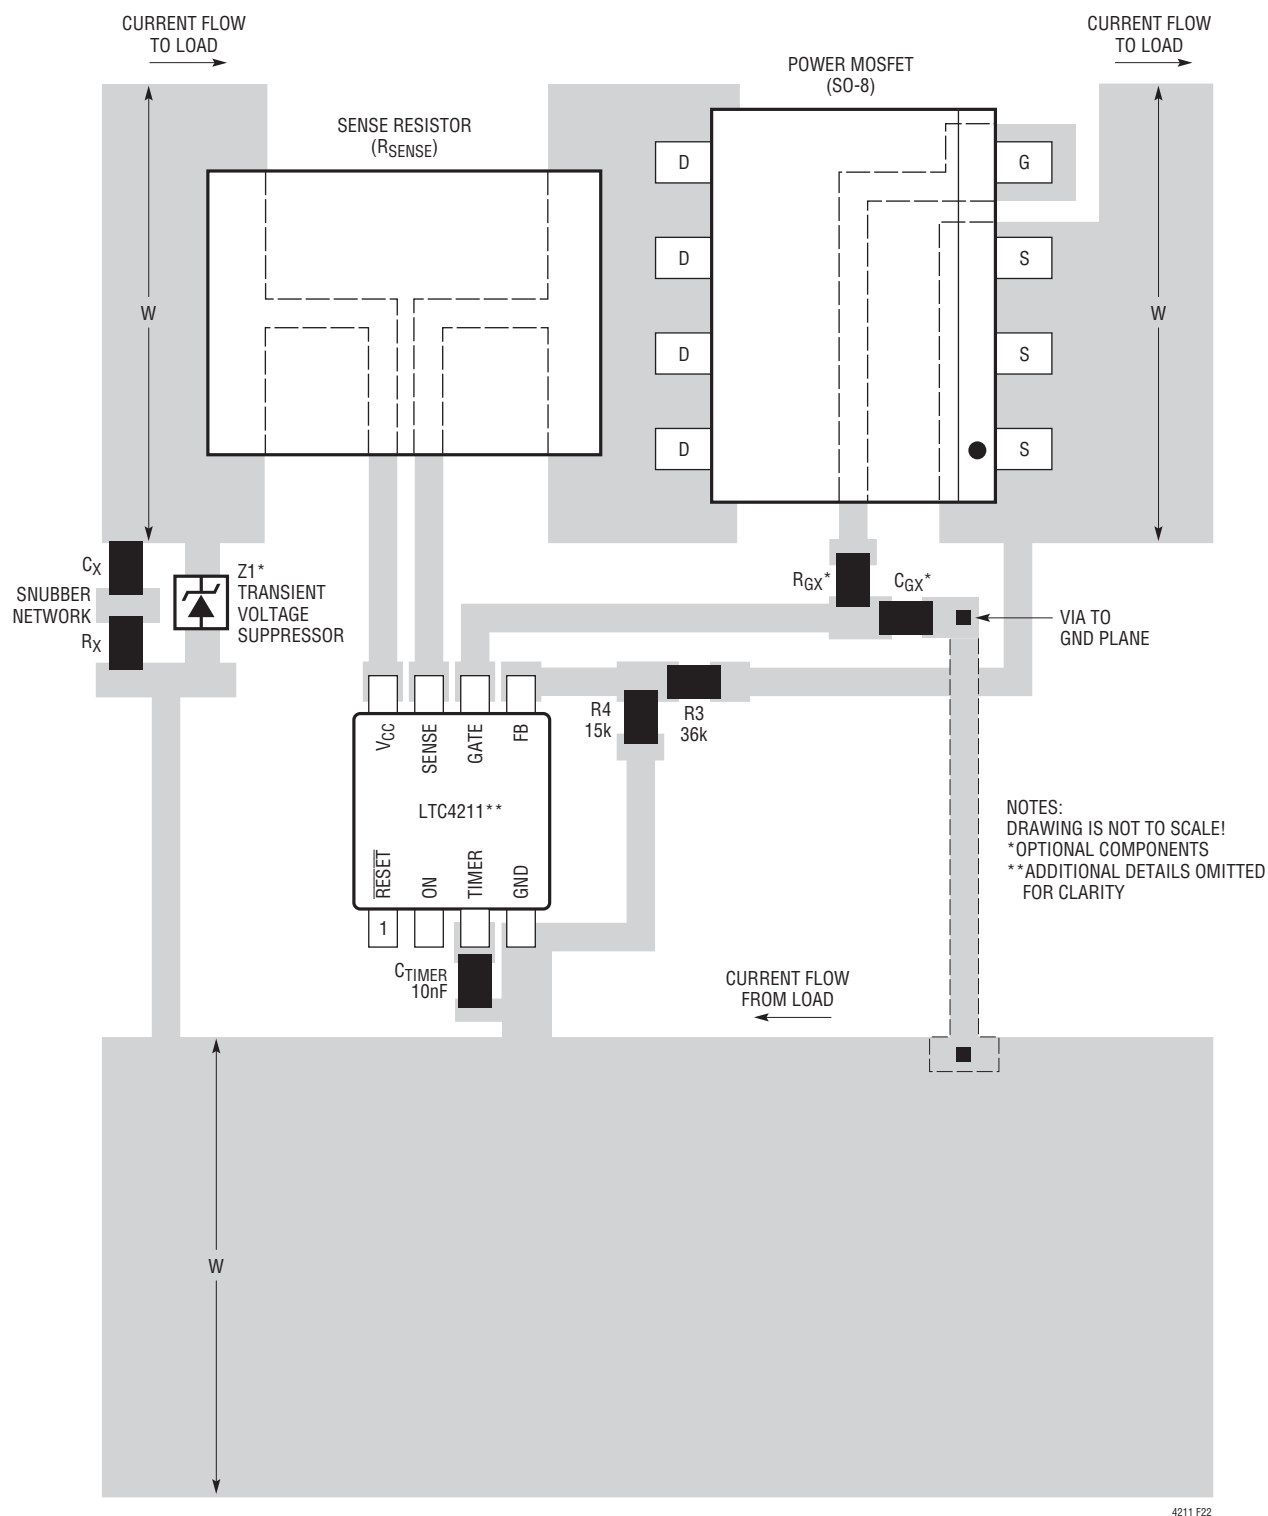 CURRENT FLOW
TO LOAD
CURRENT FLOW
TO LOAD
POWER MOSFET
(SO-8)
SENSE RESISTOR
(RSENSE)
D
G
D
S
W
W
D
S
D
S
CX
SNUBBER
NETWORK
RX
Z1*
TRANSIENT
VOLTAGE
SUPPRESSOR
RGX*
CGX*
VIA TO
GND PLANE
R4
15k
R3
36k
VCC
SENSE
GATE
FB
LTC4211**
RESET
ON
TIMER
GND
1
NOTES:
DRAWING IS NOT TO SCALE!
*OPTIONAL COMPONENTS
**ADDITIONAL DETAILS OMITTED
FOR CLARITY
CTIMER
10nF
CURRENT FLOW
FROM LOAD
W
4211 F22